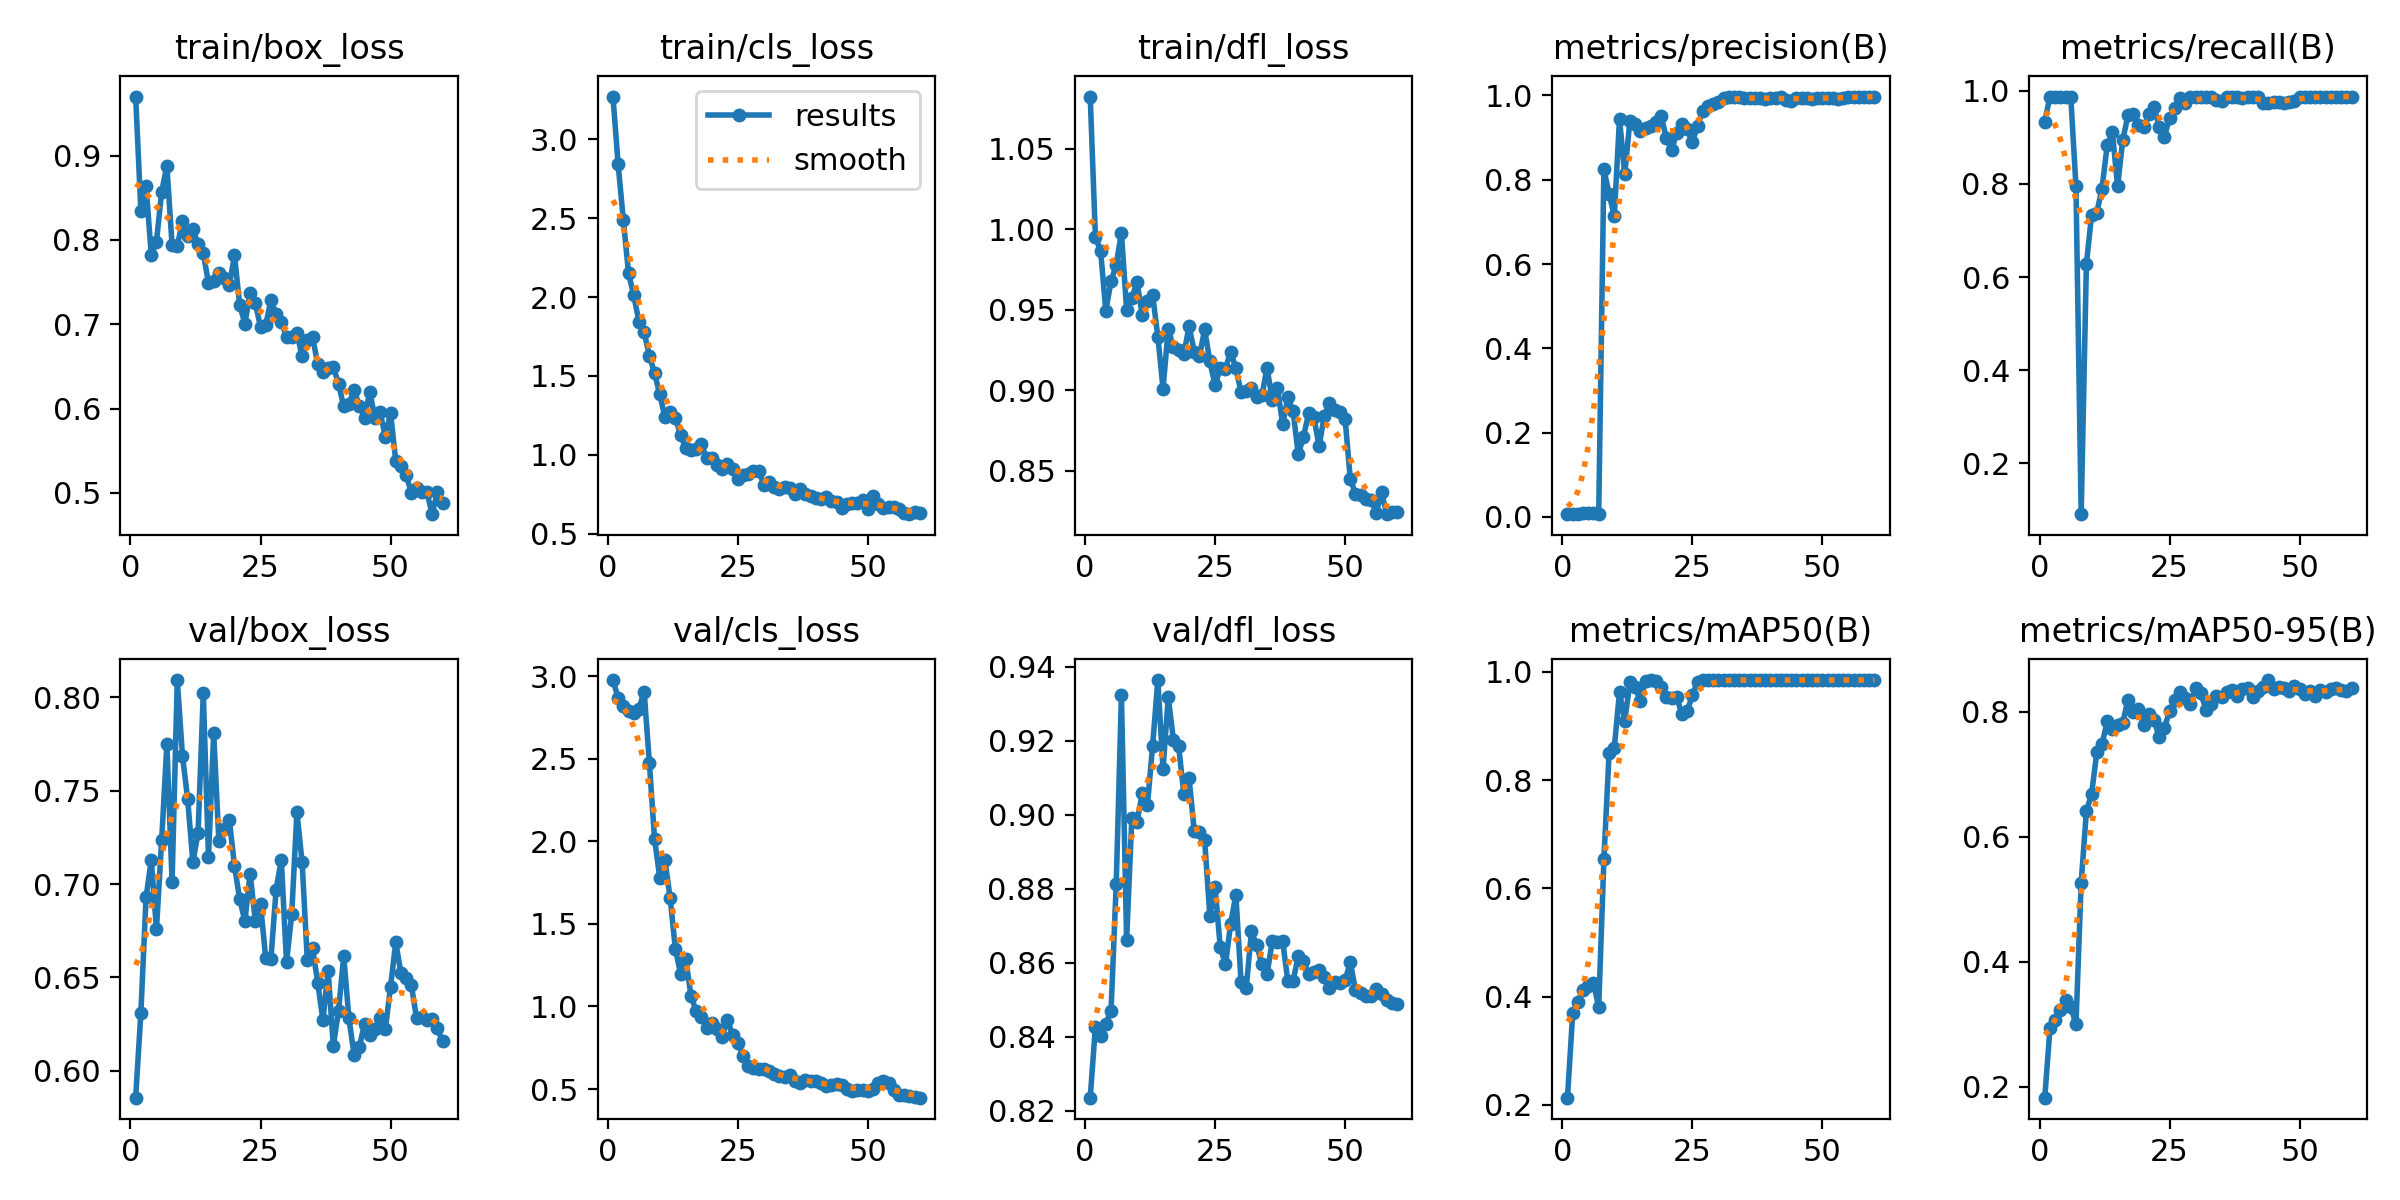 train/box_loss
0.9
0.8
0.7
0.6
0.5
0 25 50
train/cls_loss
results
smooth
3.0
2.5
2.0
1.5
1.0
0.5
0 25 50
train/dfl_loss
1.05
1.00
0.95
0.90
0.85
0 25 50
metrics/precision(B)
1.0
0.8
0.6
0.4
0.2
0.0
0 25 50
metrics/recall(B)
1.0
0.8
0.6
0.4
0.2
0 25 50
val/box_loss
0.80
0.75
0.70
0.65
0.60
0 25 50
val/cls_loss
3.0
2.5
2.0
1.5
1.0
0.5
0 25 50
val/dfl_loss
0.94
0.92
0.90
0.88
0.86
0.84
0.82
0 25 50
metrics/mAP50(B)
1.0
0.8
0.6
0.4
0.2
0 25 50
metrics/mAP50-95(B)
0.8
0.6
0.4
0.2
0 25 50